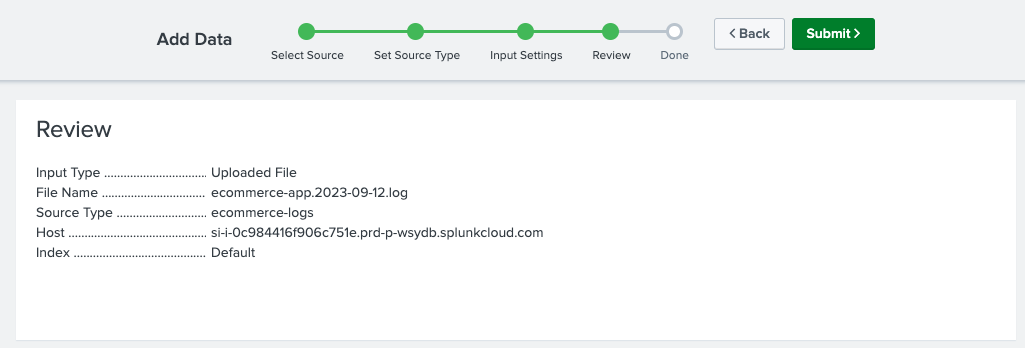 Add Data
Select Source
Set Source Type
Input Settings
Review
Done
< Back
Submit >
Review
Input Type ................................ Uploaded File
File Name ................................ ecommerce-app.2023-09-12.log
Source Type ............................ ecommerce-logs
Host ........................................... si-i-0c984416f906c751e.prd-p-wsydb.splunkcloud.com
Index ......................................... Default